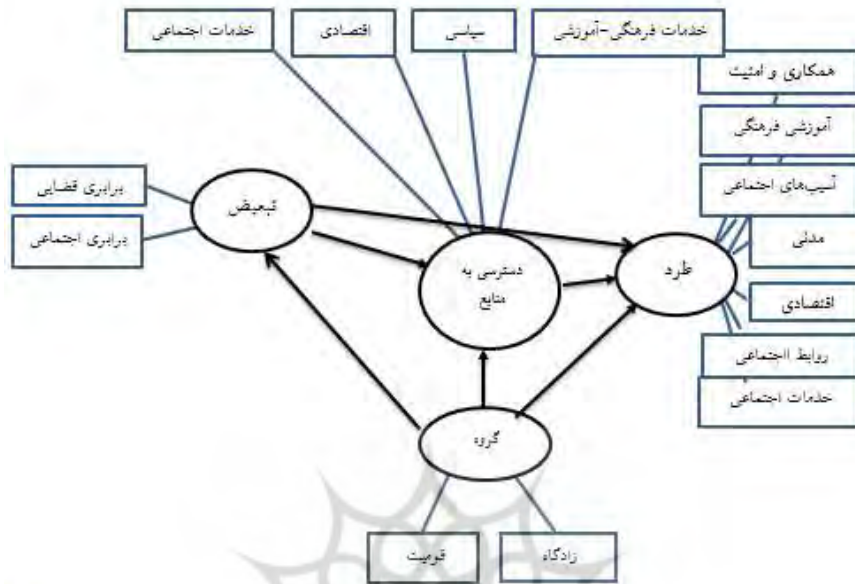 خدمات فرهنگی-آموزشی
سیاسی
اقتصادی
خدمات اجتماعی
همکاری و امنیت
آموزشی فرهنگی
آسیب‌های اجتماعی
مدنی
اقتصادی
روابط ااجتماعی
خدمات اجتماعی
برابری قضایی
برابری اجتماعی
تبعیض
دسترسی به
منابع
طرد
گروه
زادگاه
قومیت